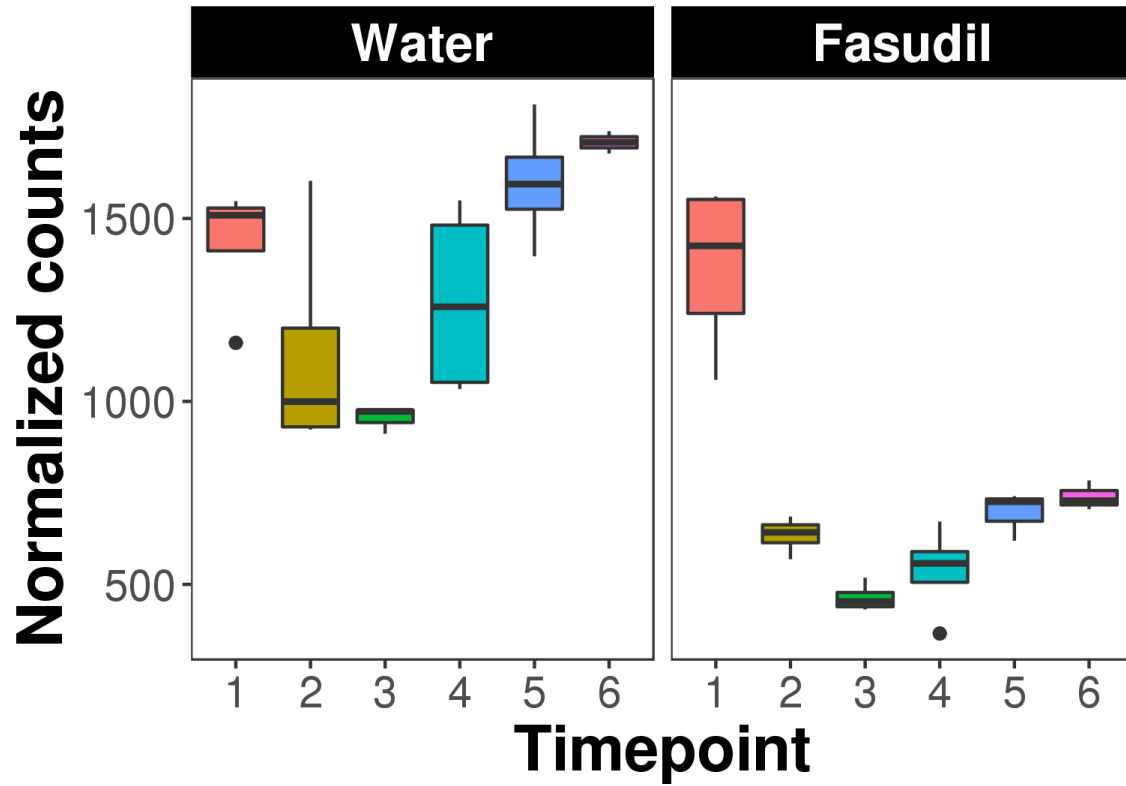 Water
Fasudil
Normalized counts
1500
1000
500
1 2 3 4 5 6
1 2 3 4 5 6
Timepoint